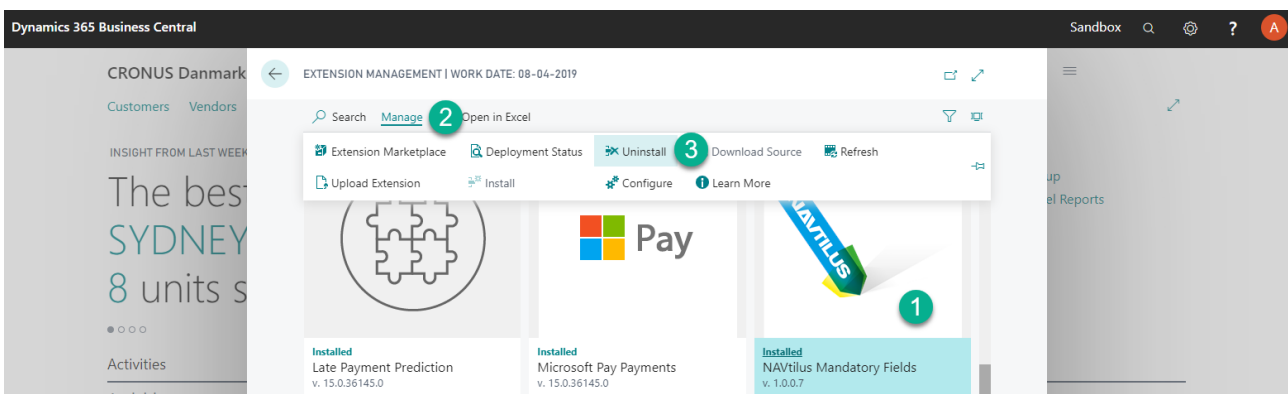 Dynamics 365 Business Central
Sandbox
?
A
CRONUS Danmark
EXTENSION MANAGEMENT | WORK DATE: 08-04-2019
Customers Vendors
Search Manage 2 Open in Excel
INSIGHT FROM LAST WEEK
Extension Marketplace Deployment Status Uninstall 3 Download Source Refresh
Upload Extension Install Configure Learn More
The best
SYDNEY
8 units s
up
el Reports
Pay
NAVTILUS
1
Activities
Installed
Late Payment Prediction
v. 15.0.36145.0
Installed
Microsoft Pay Payments
v. 15.0.36145.0
Installed
NAVtilus Mandatory Fields
v. 1.0.0.7